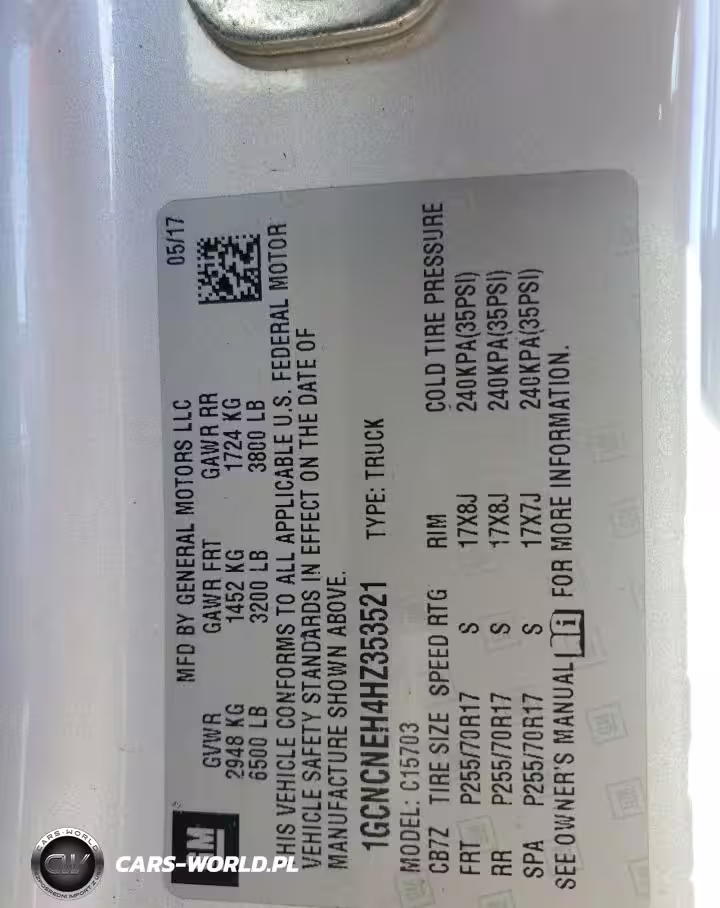 GM
MFD BY GENERAL MOTORS LLC 05/17
GVWR GAWR FRT GAWR RR
2948 KG 1452 KG 1724 KG
6500 LB 3200 LB 3800 LB
THIS VEHICLE CONFORMS TO ALL APPLICABLE U.S. FEDERAL MOTOR
VEHICLE SAFETY STANDARDS IN EFFECT ON THE DATE OF
MANUFACTURE SHOWN ABOVE.
1GCNCNEH4HZ353521 TYPE: TRUCK
MODEL: C15703
CB7Z TIRE SIZE SPEED RTG RIM COLD TIRE PRESSURE
FRT P255/70R17 S 17X8J 240KPA(35PSI)
RR P255/70R17 S 17X8J 240KPA(35PSI)
SPA P255/70R17 S 17X7J 240KPA(35PSI)
SEE OWNER'S MANUAL FOR MORE INFORMATION.
CARS-WORLD
CW
CARS-WORLD.PL